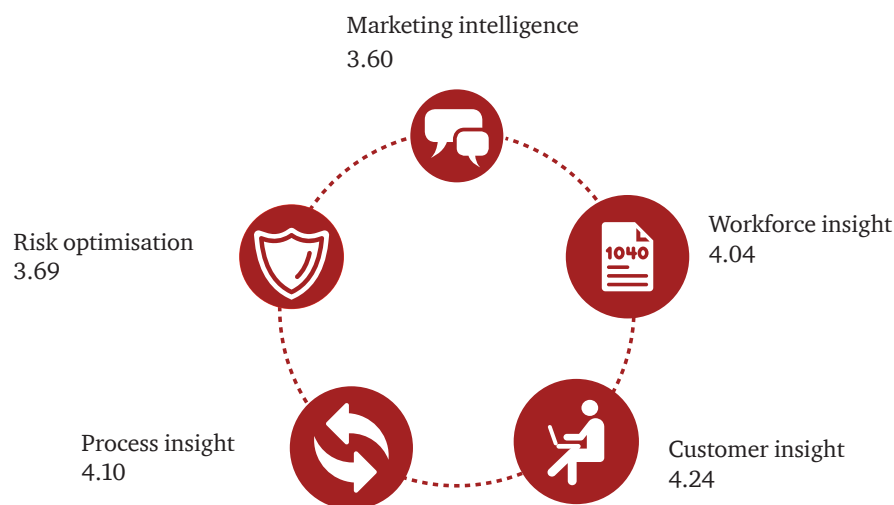 Marketing intelligence
3.60
Workforce insight
4.04
1040
Risk optimisation
3.69
Process insight
4.10
Customer insight
4.24